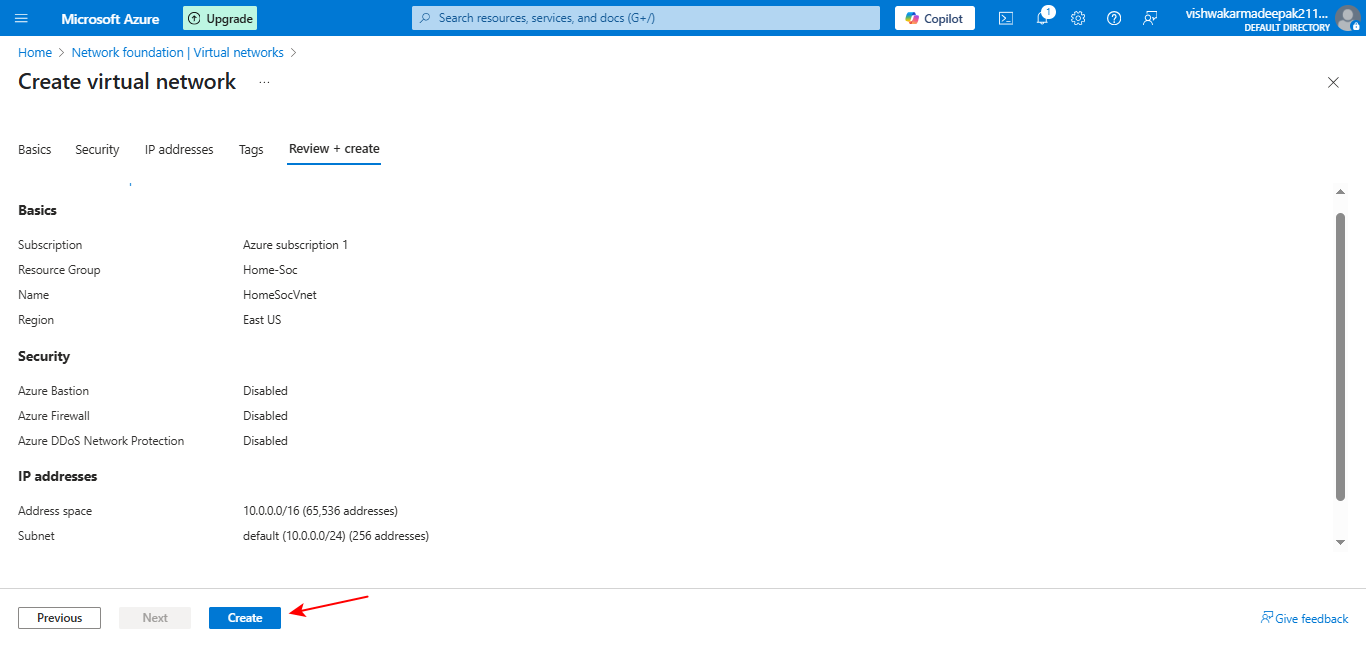 Microsoft Azure
Upgrade
Search resources, services, and docs (G+/)
Copilot
1
vishwakarmadeepak211...
DEFAULT DIRECTORY
Home > Network foundation | Virtual networks >
Create virtual network ...
Basics Security IP addresses Tags Review + create
Basics
Subscription Azure subscription 1
Resource Group Home-Soc
Name HomeSocVnet
Region East US
Security
Azure Bastion Disabled
Azure Firewall Disabled
Azure DDoS Network Protection Disabled
IP addresses
Address space 10.0.0.0/16 (65,536 addresses)
Subnet default (10.0.0.0/24) (256 addresses)
Previous Next Create Give feedback